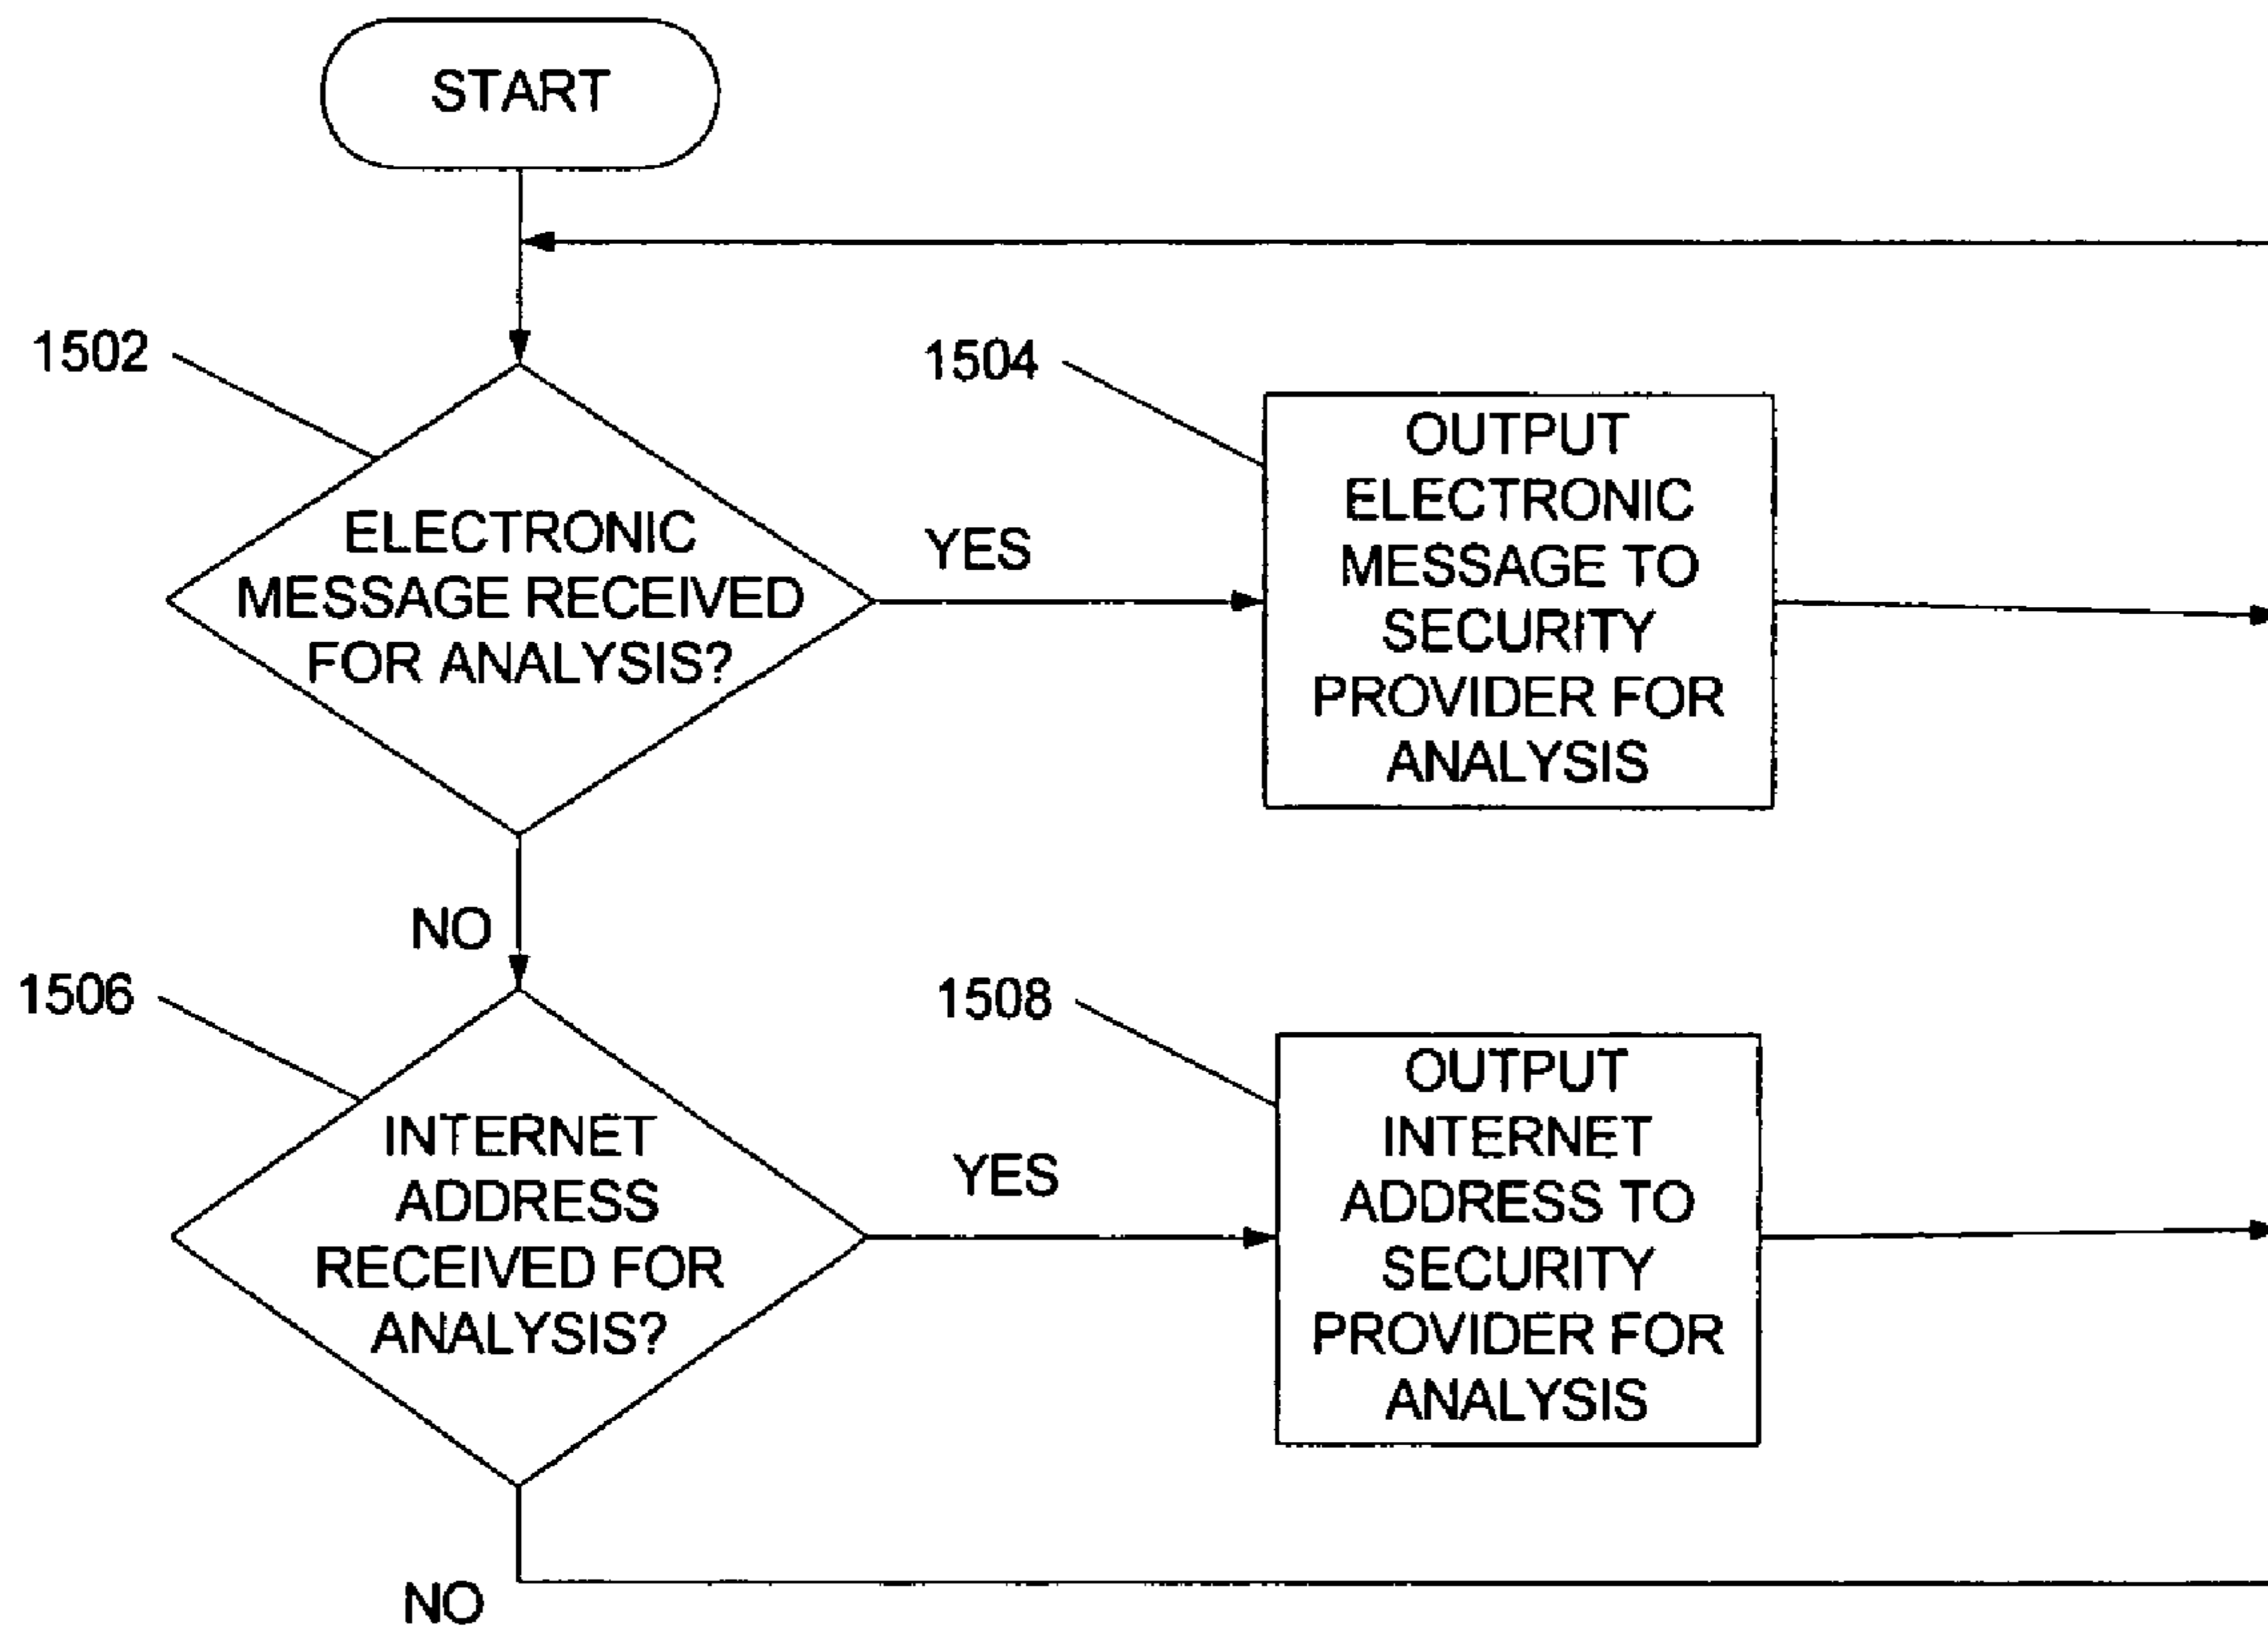 START
1502
ELECTRONIC
MESSAGE RECEIVED
FOR ANALYSIS?
YES
1504
OUTPUT
ELECTRONIC
MESSAGE TO
SECURITY
PROVIDER FOR
ANALYSIS
NO
1506
INTERNET
ADDRESS
RECEIVED FOR
ANALYSIS?
YES
1508
OUTPUT
INTERNET
ADDRESS TO
SECURITY
PROVIDER FOR
ANALYSIS
NO